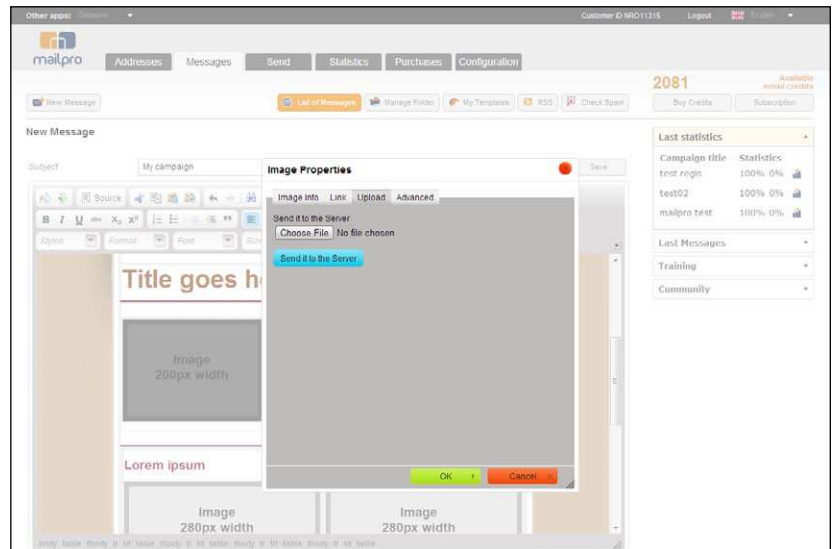 Other apps:
Customer ID NRO11315 Logout English
mailpro
Addresses Messages Send Statistics Purchases Configuration
2081 Available email credits
New Message List of Messages Manage Folder My Templates RSS Check Spam
Buy Credits Subscription
New Message
Last statistics
Subject My campaign Save
Campaign title Statistics
test regis 100% 0%
test02 100% 0%
mailpro test 100% 0%
Last Messages
Training
Community
Image Properties
Image Info Link Upload Advanced
Send it to the Server
Choose File No file chosen
Send it to the Server
OK Cancel
Source
B I U abc X₂ X²
Styles Format Font Size
Title goes h
Image
200px width
Lorem ipsum
Image
280px width
Image
280px width
body table tbody tr td table tbody tr td table tbody tr td table tbody tr td table